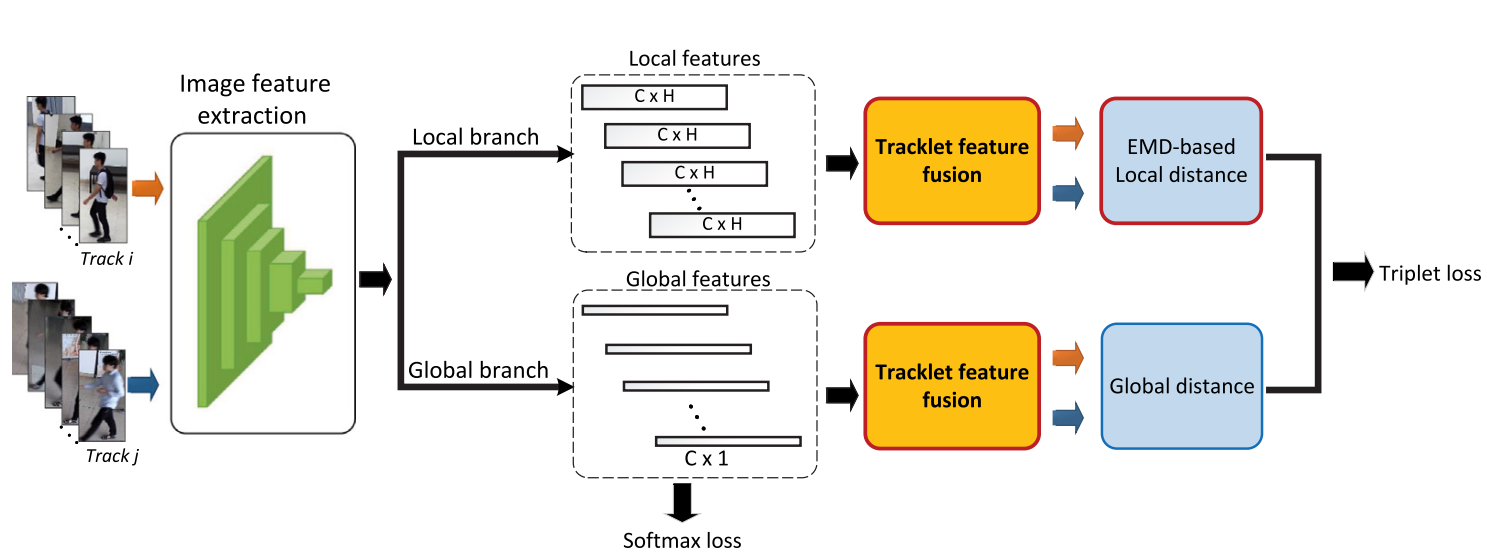 Image feature
extraction
Track i
Track j
Local branch
Global branch
Local features
C x H
C x H
C x H
C x H
Global features
C x 1
Softmax loss
Tracklet feature
fusion
Tracklet feature
fusion
EMD-based
Local distance
Global distance
Triplet loss